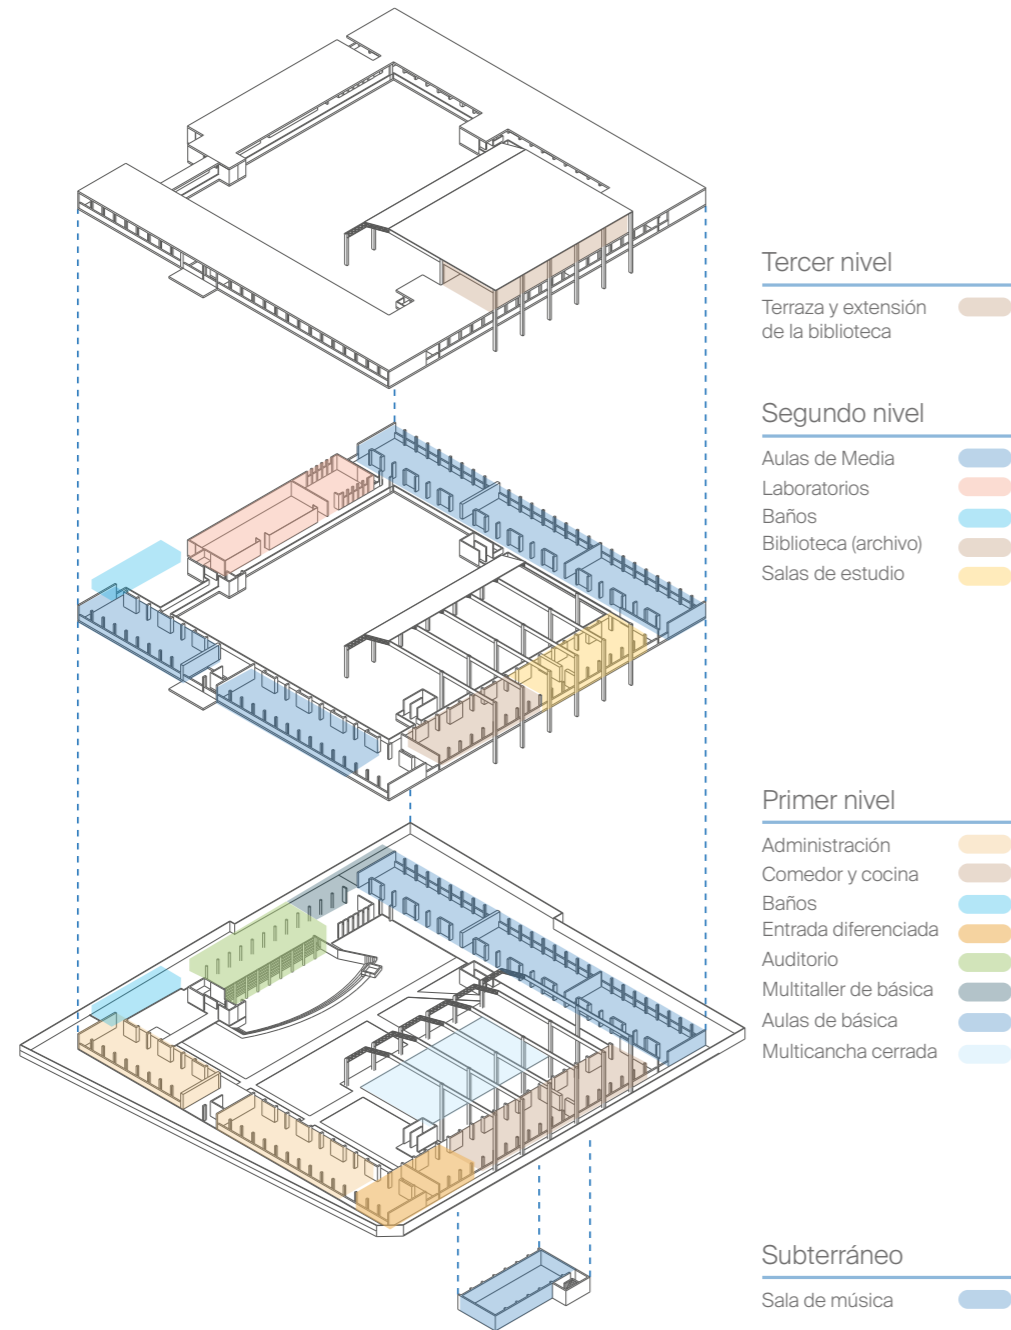 Tercer nivel
Terraza y extensión
de la biblioteca
Segundo nivel
Aulas de Media
Laboratorios
Baños
Biblioteca (archivo)
Salas de estudio
Primer nivel
Administración
Comedor y cocina
Baños
Entrada diferenciada
Auditorio
Multitaller de básica
Aulas de básica
Multicancha cerrada
Subterráneo
Sala de música